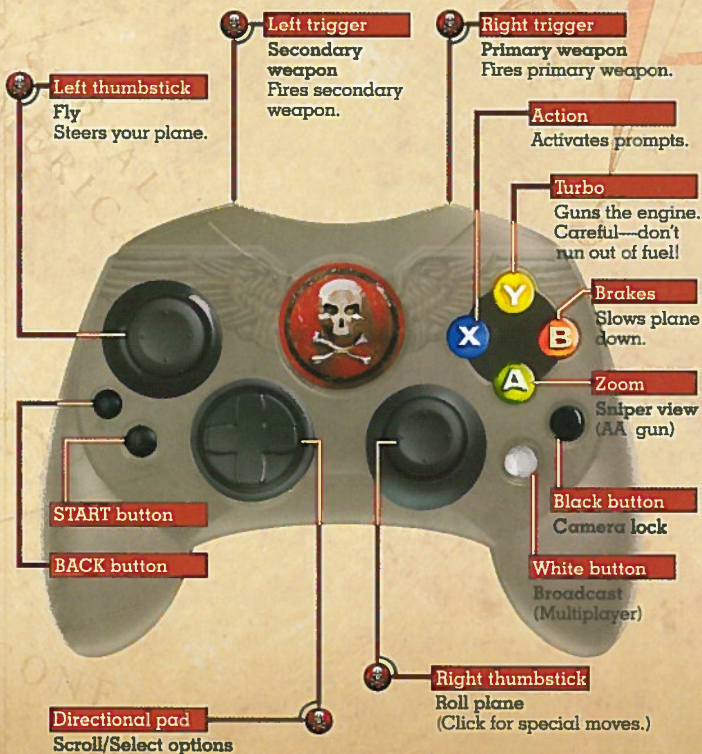 Left trigger
Secondary
weapon
Fires secondary
weapon.
Right trigger
Primary weapon
Fires primary weapon.
Left thumbstick
Fly
Steers your plane.
Action
Activates prompts.
Turbo
Guns the engine.
Careful—don't
run out of fuel!
Brakes
Slows plane
down.
Y
X
B
A
Zoom
Sniper view
(AA gun)
START button
BACK button
Black button
Camera lock
White button
Broadcast
(Multiplayer)
Right thumbstick
Roll plane
(Click for special moves.)
Directional pad
Scroll/Select options